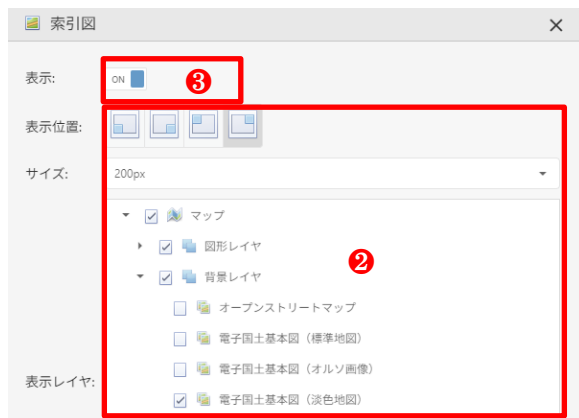 索引図
表示:
ON
❸
表示位置:
サイズ:
200px
マップ
図形レイヤ
❷
背景レイヤ
オープンストリートマップ
電子国土基本図（標準地図）
電子国土基本図（オルソ画像）
表示レイヤ:
電子国土基本図（淡色地図）